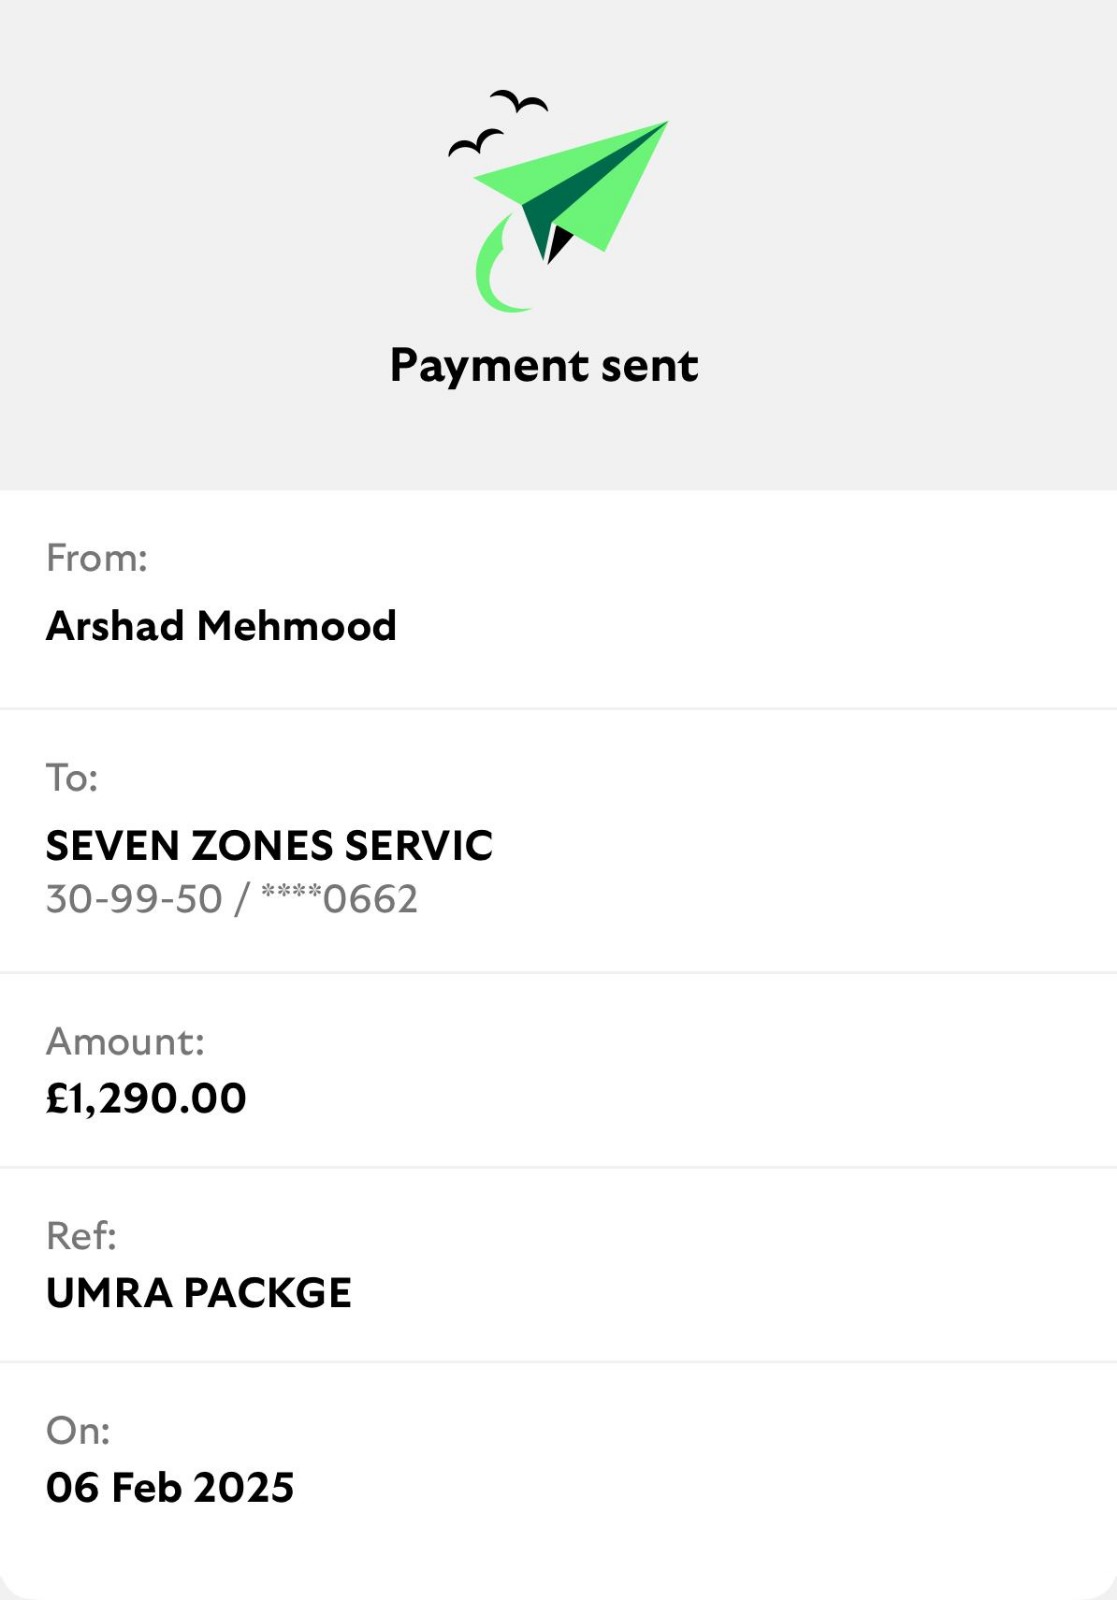 Payment sent
From:
Arshad Mehmood
To:
SEVEN ZONES SERVIC
30-99-50 / ****0662
Amount:
£1,290.00
Ref:
UMRA PACKGE
On:
06 Feb 2025